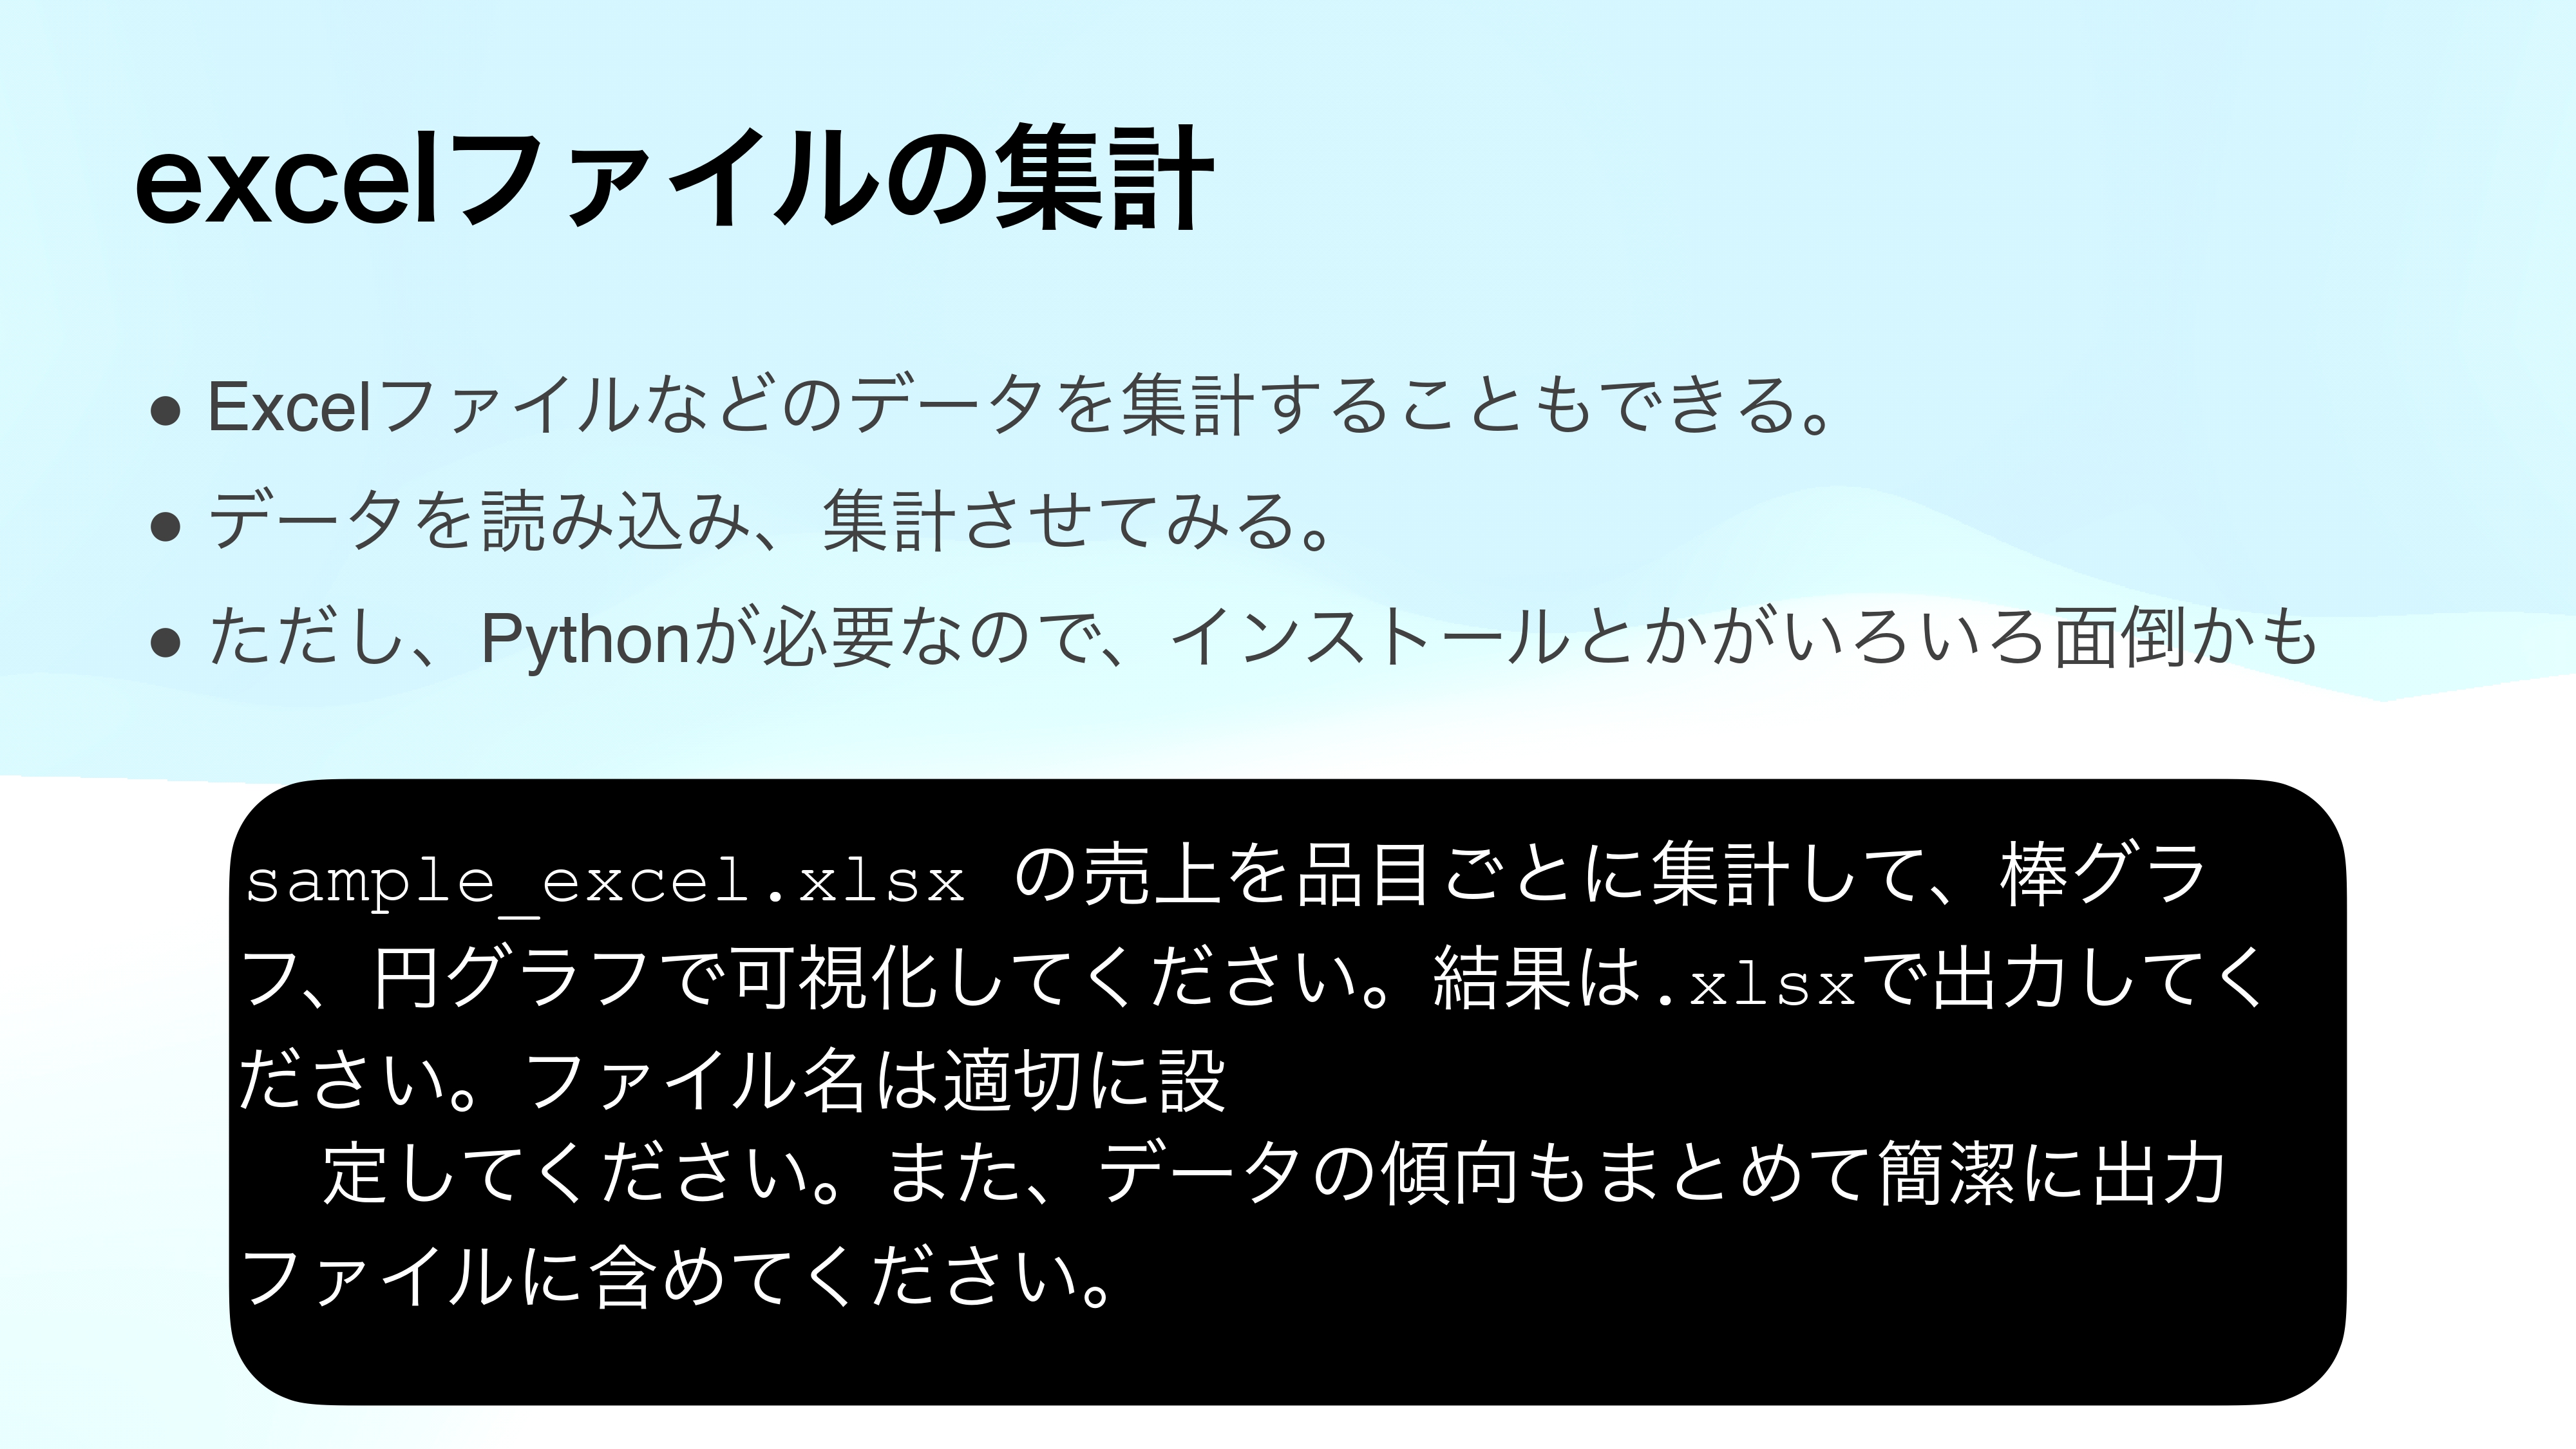 excelファイルの集計
● Excelファイルなどのデータを集計することもできる。
● データを読み込み、集計させてみる。
● ただし、Pythonが必要なので、インストールとかがいろいろ面倒かも
sample_excel.xlsx の売上を品目ごとに集計して、棒グラ
フ、円グラフで可視化してください。結果は.xlsxで出力してく
ださい。ファイル名は適切に設
定してください。また、データの傾向もまとめて簡潔に出力
ファイルに含めてください。